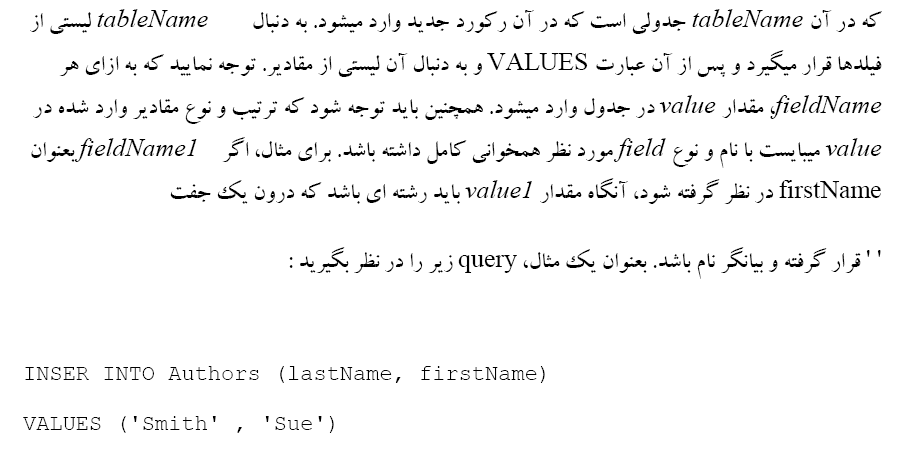 که در آن tableName جدولی است که در آن رکورد جدید وارد میشود. به دنبال tableName لیستی از
فیلدها قرار میگیرد و پس از آن عبارت VALUES و به دنبال آن لیستی از مقادیر. توجه نمایید که به ازای هر
fieldName، مقدار value در جدول وارد میشود. همچنین باید توجه شود که ترتیب و نوع مقادیر وارد شده در
value میبایست با نام و نوع field مورد نظر همخوانی کامل داشته باشد. برای مثال، اگر fieldName1 بعنوان
firstName در نظر گرفته شود، آنگاه مقدار value1 باید رشته ای باشد که درون یک جفت
' ' قرار گرفته و بیانگر نام باشد. بعنوان یک مثال، query زیر را در نظر بگیرید :
INSER INTO Authors (lastName, firstName)
VALUES ('Smith' , 'Sue')